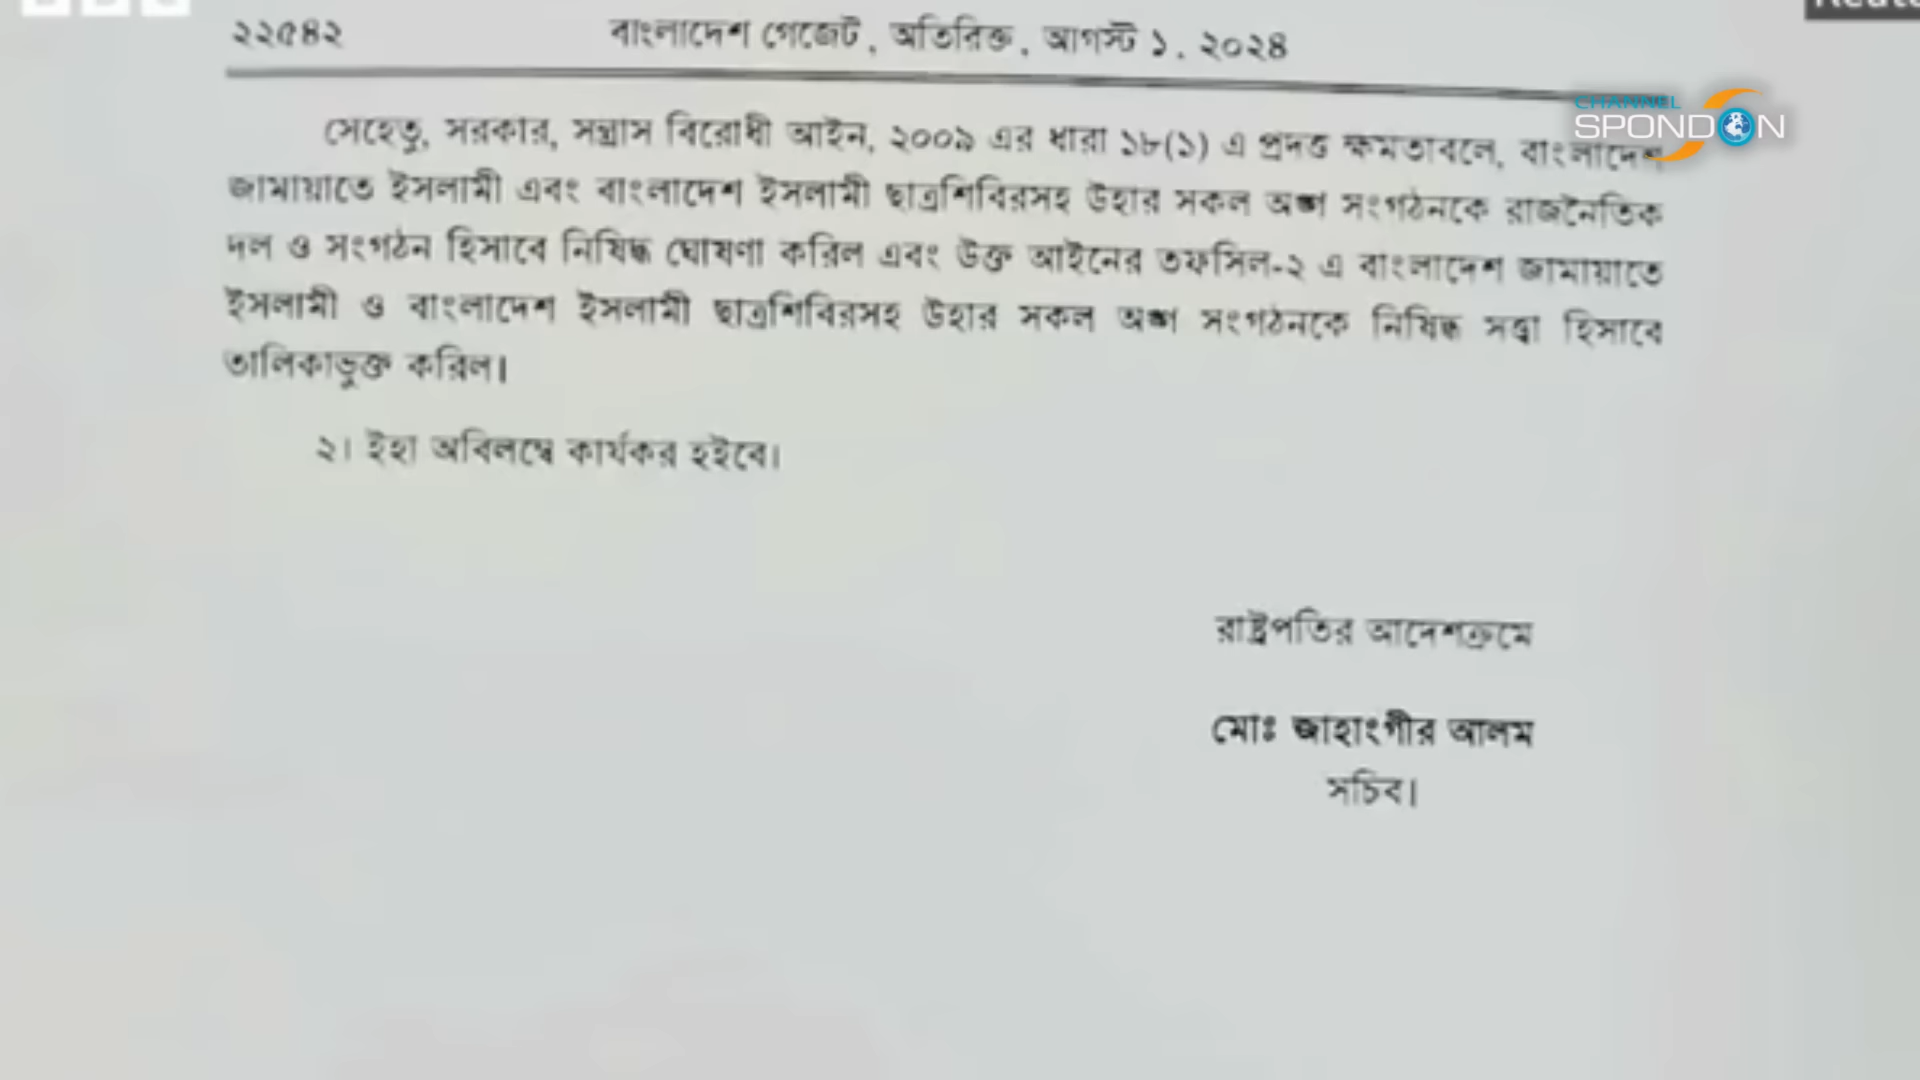 ২২৫৪২ বাংলাদেশ গেজেট, অতিরিক্ত, আগস্ট ১, ২০২৪
CHANNEL
SPONDON
সেহেতু, সরকার, সন্ত্রাস বিরোধী আইন, ২০০৯ এর ধারা ১৮(১) এ প্রদত্ত ক্ষমতাবলে, বাংলাদেশ
জামায়াতে ইসলামী এবং বাংলাদেশ ইসলামী ছাত্রশিবিরসহ উহার সকল অঙ্গ সংগঠনকে রাজনৈতিক
দল ও সংগঠন হিসাবে নিষিদ্ধ ঘোষণা করিল এবং উক্ত আইনের তফসিল-২ এ বাংলাদেশ জামায়াতে
ইসলামী ও বাংলাদেশ ইসলামী ছাত্রশিবিরসহ উহার সকল অঙ্গ সংগঠনকে নিষিদ্ধ সত্ত্বা হিসাবে
তালিকাভুক্ত করিল।
২। ইহা অবিলম্বে কার্যকর হইবে।
রাষ্ট্রপতির আদেশক্রমে
মোঃ জাহাংগীর আলম
সচিব।